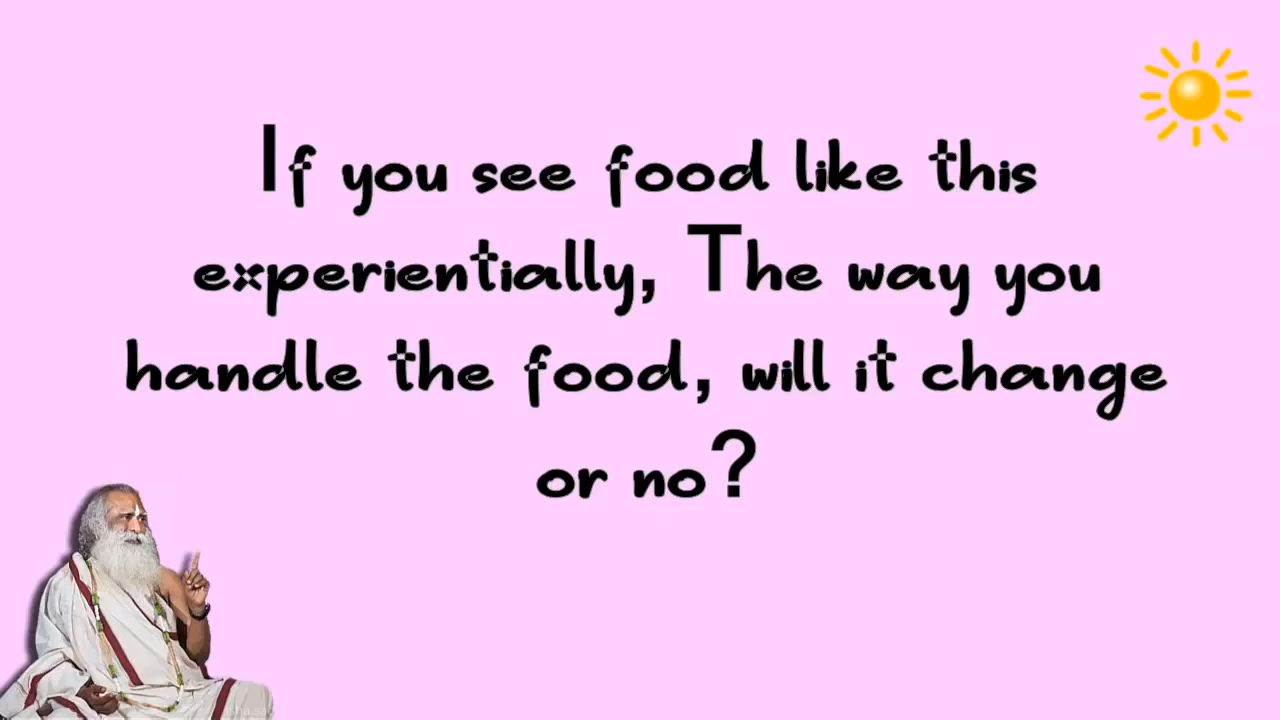 If you see food like this
experientially, The way you
handle the food, will it change
or no?